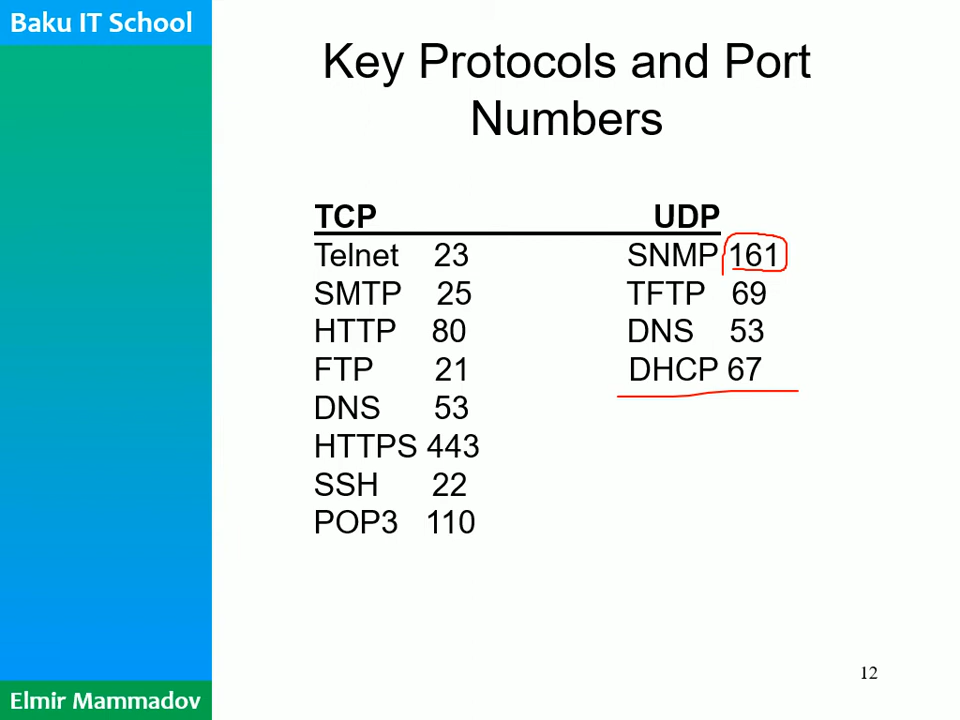 Baku IT School
Key Protocols and Port
Numbers
TCP UDP
Telnet 23 SNMP 161
SMTP 25 TFTP 69
HTTP 80 DNS 53
FTP 21 DHCP 67
DNS 53
HTTPS 443
SSH 22
POP3 110
12
Elmir Mammadov